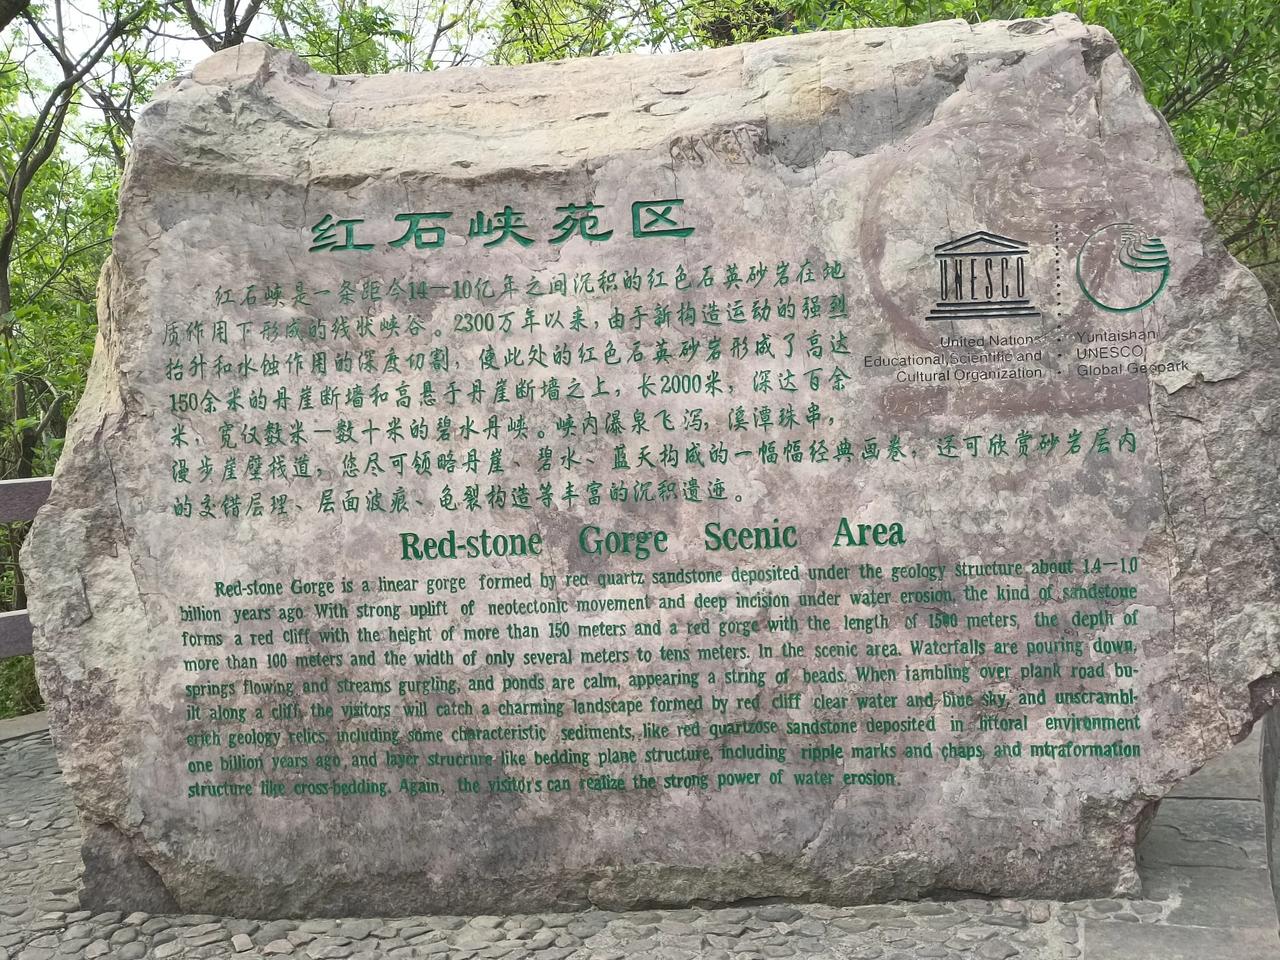 红石峡苑区
红石峡是一条距今14—10亿年之间沉积的红色石英砂岩在地
质作用下形成的线状峡谷。2300万年以来，由于新构造运动的强烈
抬升和水蚀作用的深度切割，使此处的红色石英砂岩形成了高达
150余米的丹崖断墙和高悬于丹崖断墙之上，长2000米，深达百余
米，宽仅数米—数十米的碧水丹峡。峡内瀑泉飞泻，溪潭珠串，
漫步崖壁栈道，您尽可领略丹崖、碧水、蓝天构成的一幅幅经典画卷，还可欣赏砂岩层内
的交错层理、层面波痕、龟裂构造等丰富的沉积遗迹。
UNESCO
United Nations
Educational, Scientific and
Cultural Organization
Yuntaishan
UNESCO
Global Geopark
Red-stone Gorge Scenic Area
Red-stone Gorge is a linear gorge formed by red quartz sandstone deposited under the geology structure about 1.4—1.0
billion years ago. With strong uplift of neotectonic movement and deep incision under water erosion, the kind of sandstone
forms a red cliff with the height of more than 150 meters and a red gorge with the length of meters, the depth of
more than 100 meters and the width of only several meters to tens meters. In the scenic area. Waterfalls are pouring down,
springs flowing and streams gurgling, and ponds are calm, appearing a string of beads. When rambling over plank road bu-
ilt along a cliff, the visitors will catch a charming landscape formed by red cliff clear water and blue sky, and unscrambl-
erich geology relics, including some characteristic sediments, like red quartzose sandstone deposited in littoral environment
one billion years ago, and layer strucrure like bedding plane structure, including ripple marks and chaps, and intraformation
structure like cross-bedding. Again, the visitors can realize the strong power of water erosion.